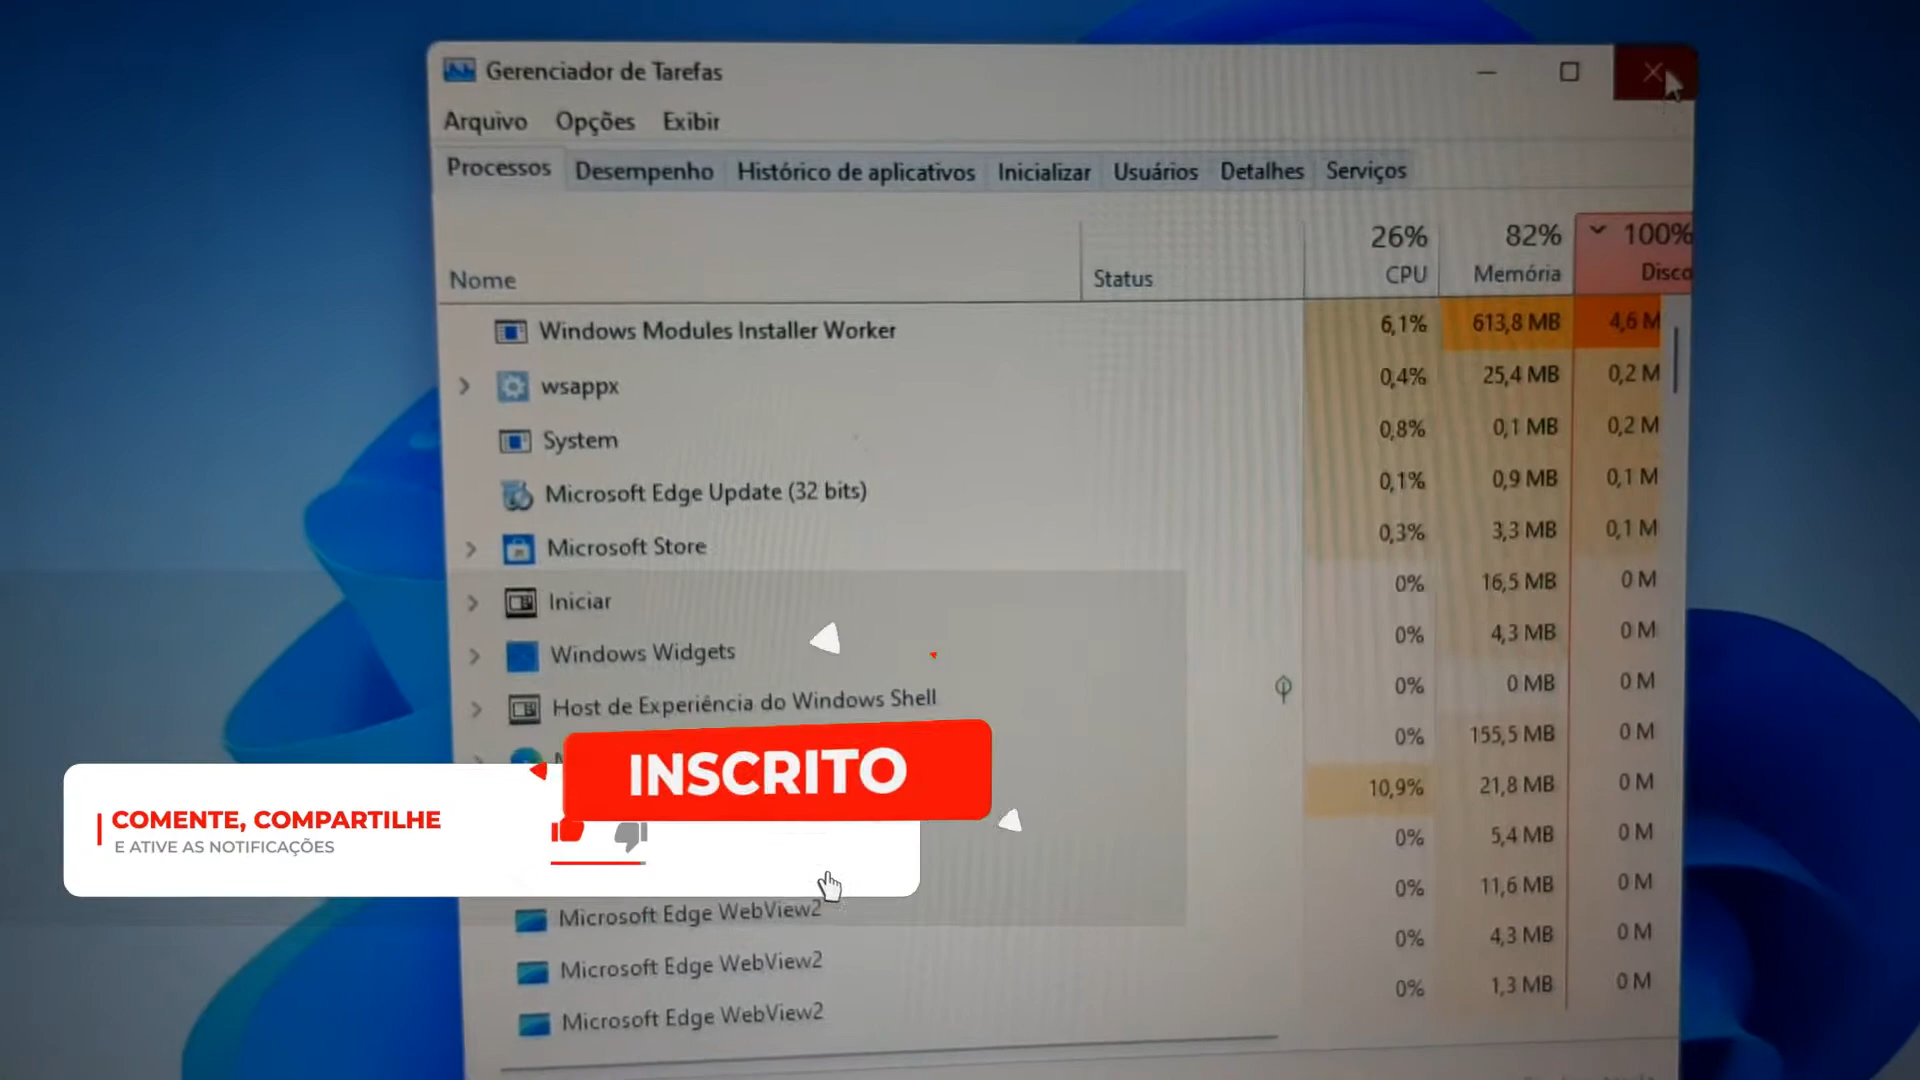 Gerenciador de Tarefas
Arquivo Opções Exibir
Processos Desempenho Histórico de aplicativos Inicializar Usuários Detalhes Serviços
26% 82% 100%
Nome Status CPU Memória Disco
Windows Modules Installer Worker 6,1% 613,8 MB 4,6 M
wsappx 0,4% 25,4 MB 0,2 M
System 0,8% 0,1 MB 0,2 M
Microsoft Edge Update (32 bits) 0,1% 0,9 MB 0,1 M
Microsoft Store 0,3% 3,3 MB 0,1 M
Iniciar 0% 16,5 MB 0 M
Windows Widgets 0% 4,3 MB 0 M
Host de Experiência do Windows Shell 0% 0 MB 0 M
0% 155,5 MB 0 M
INSCRITO
10,9% 21,8 MB 0 M
COMENTE, COMPARTILHE
E ATIVE AS NOTIFICAÇÕES
0% 5,4 MB 0 M
Microsoft Edge WebView2 0% 11,6 MB 0 M
Microsoft Edge WebView2 0% 4,3 MB 0 M
Microsoft Edge WebView2 0% 1,3 MB 0 M